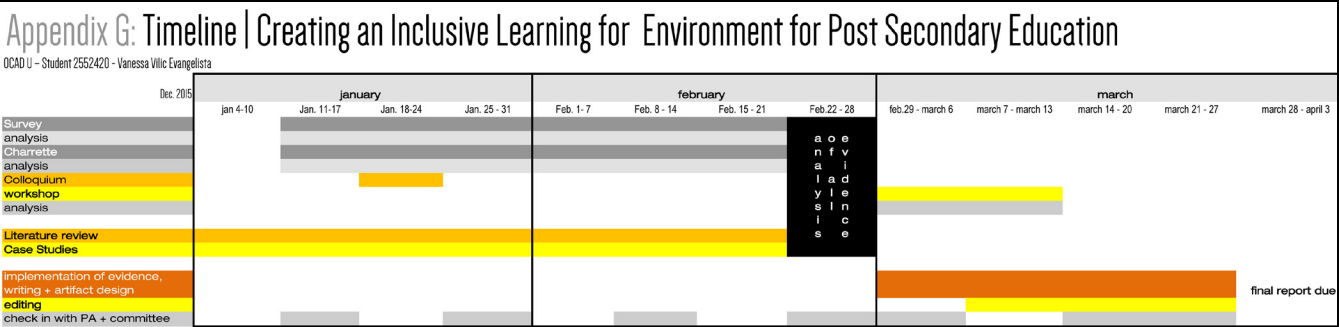 Appendix G: Timeline | Creating an Inclusive Learning for Environment for Post Secondary Education
OCAD U – Student 2552420 - Vanessa Vilic Evangelista
Dec. 2015 january february march
jan 4-10 Jan. 11-17 Jan. 18-24 Jan. 25 - 31 Feb. 1- 7 Feb. 8 - 14 Feb. 15 - 21 Feb.22 - 28 feb.29 - march 6 march 7 - march 13 march 14 - 20 march 21 - 27 march 28 - april 3
Survey
analysis
Charrette
analysis
Colloquium
workshop
analysis
analysis
of all
evidence
Literature review
Case Studies
implementation of evidence,
writing + artifact design
final report due
editing
check in with PA + committee